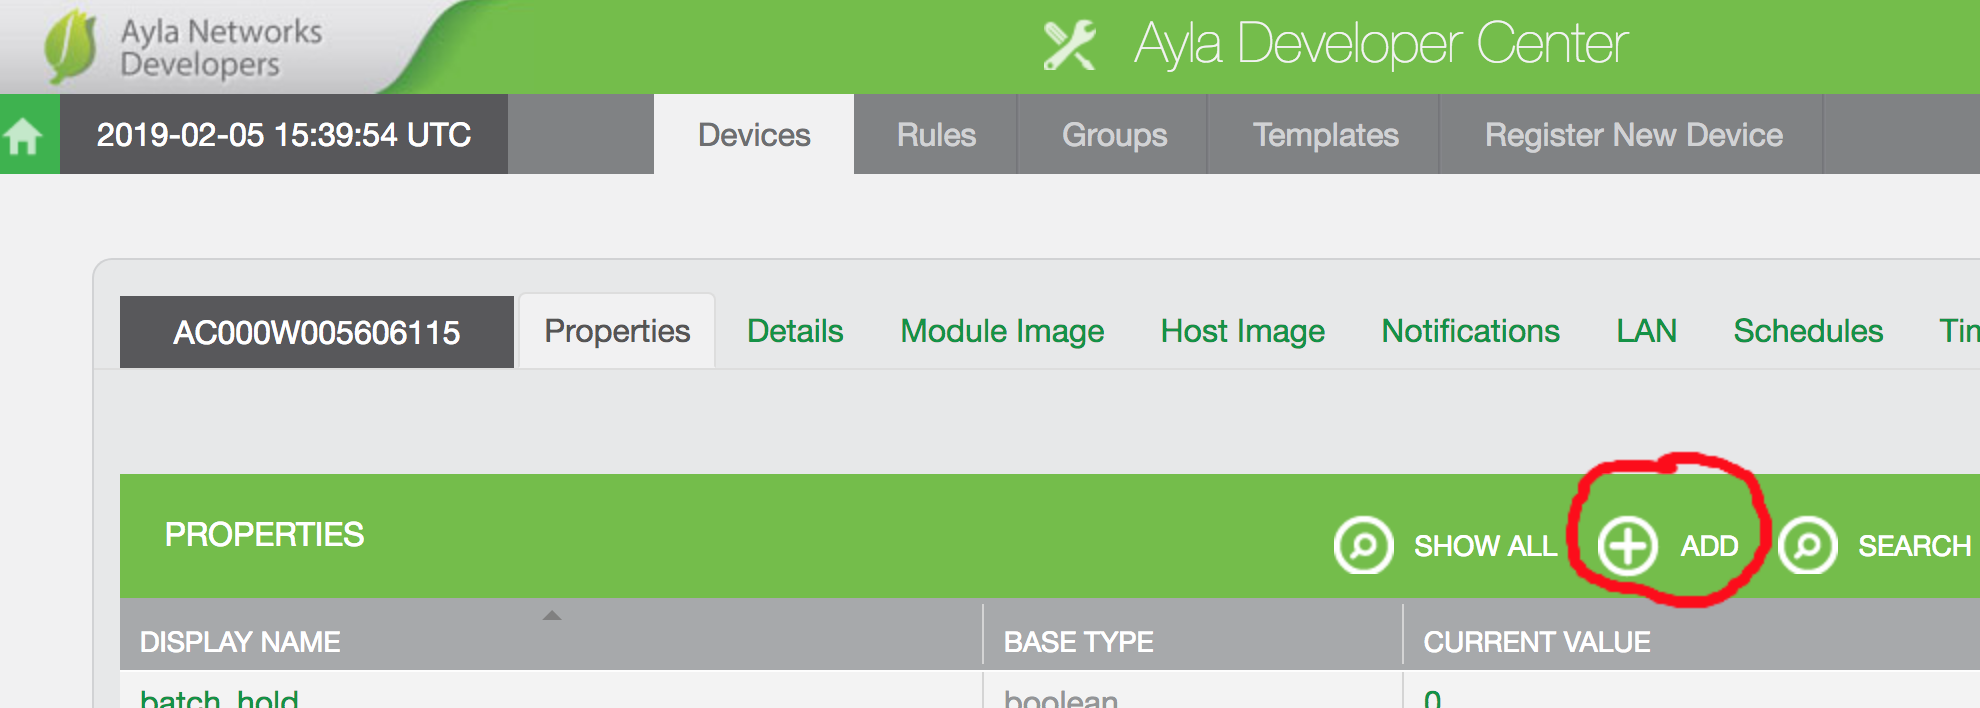 Ayla Networks
Developers
Ayla Developer Center
2019-02-05 15:39:54 UTC
Devices
Rules
Groups
Templates
Register New Device
AC000W005606115
Properties
Details
Module Image
Host Image
Notifications
LAN
Schedules
PROPERTIES
SHOW ALL
ADD
SEARCH
DISPLAY NAME
BASE TYPE
CURRENT VALUE
batch_hold
boolean
0